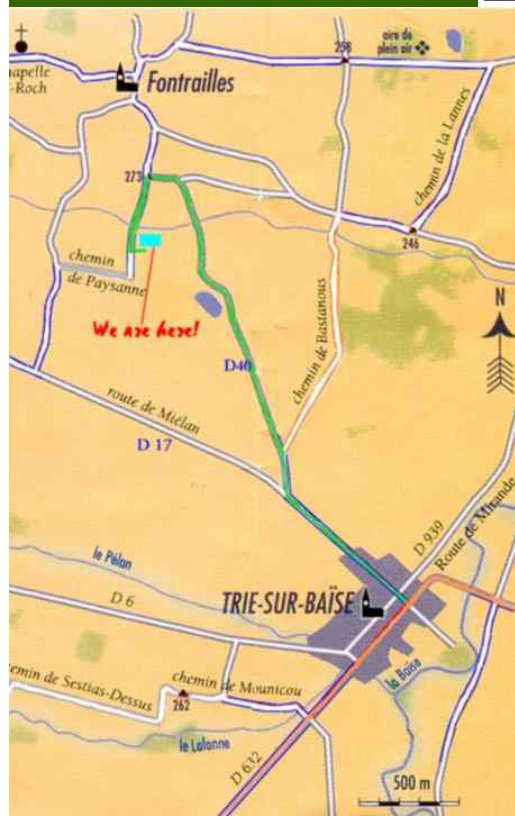 aire de
plein air
258
hapelle
-Roch
Fontrailles
chemin de la Lannes
273
246
chemin
de Paysanne
We are here!
N
chemin de Bastanous
D40
route de Miélan
D 17
D 939
Route de Mirande
le Pélan
TRIE-SUR-BAÏSE
D 6
la Baïse
emin de Sestias-Dessus
chemin de Mounicou
262
le Lalanne
D 632
500 m